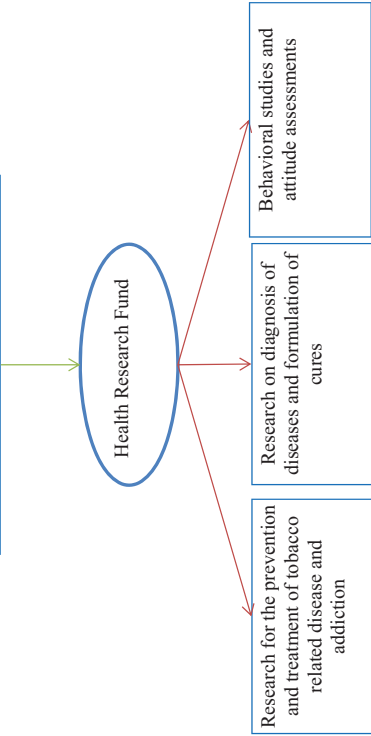 Health Research Fund
Research for the prevention
and treatment of tobacco
related disease and
addiction
Research on diagnosis of
diseases and formulation of
cures
Behavioral studies and
attitude assessments